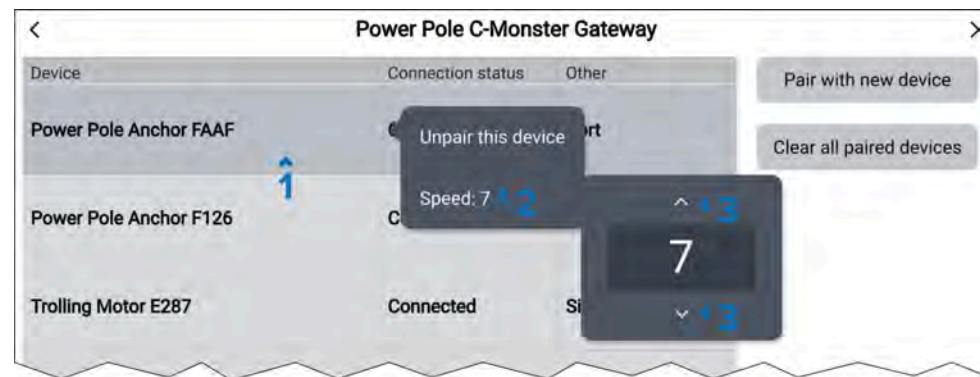 Power Pole C-Monster Gateway
Device Connection status Other
Pair with new device
Power Pole Anchor FAAF
Unpair this device
Clear all paired devices
1
Speed: 7 2
3
Power Pole Anchor F126
7
Trolling Motor E287 Connected
3